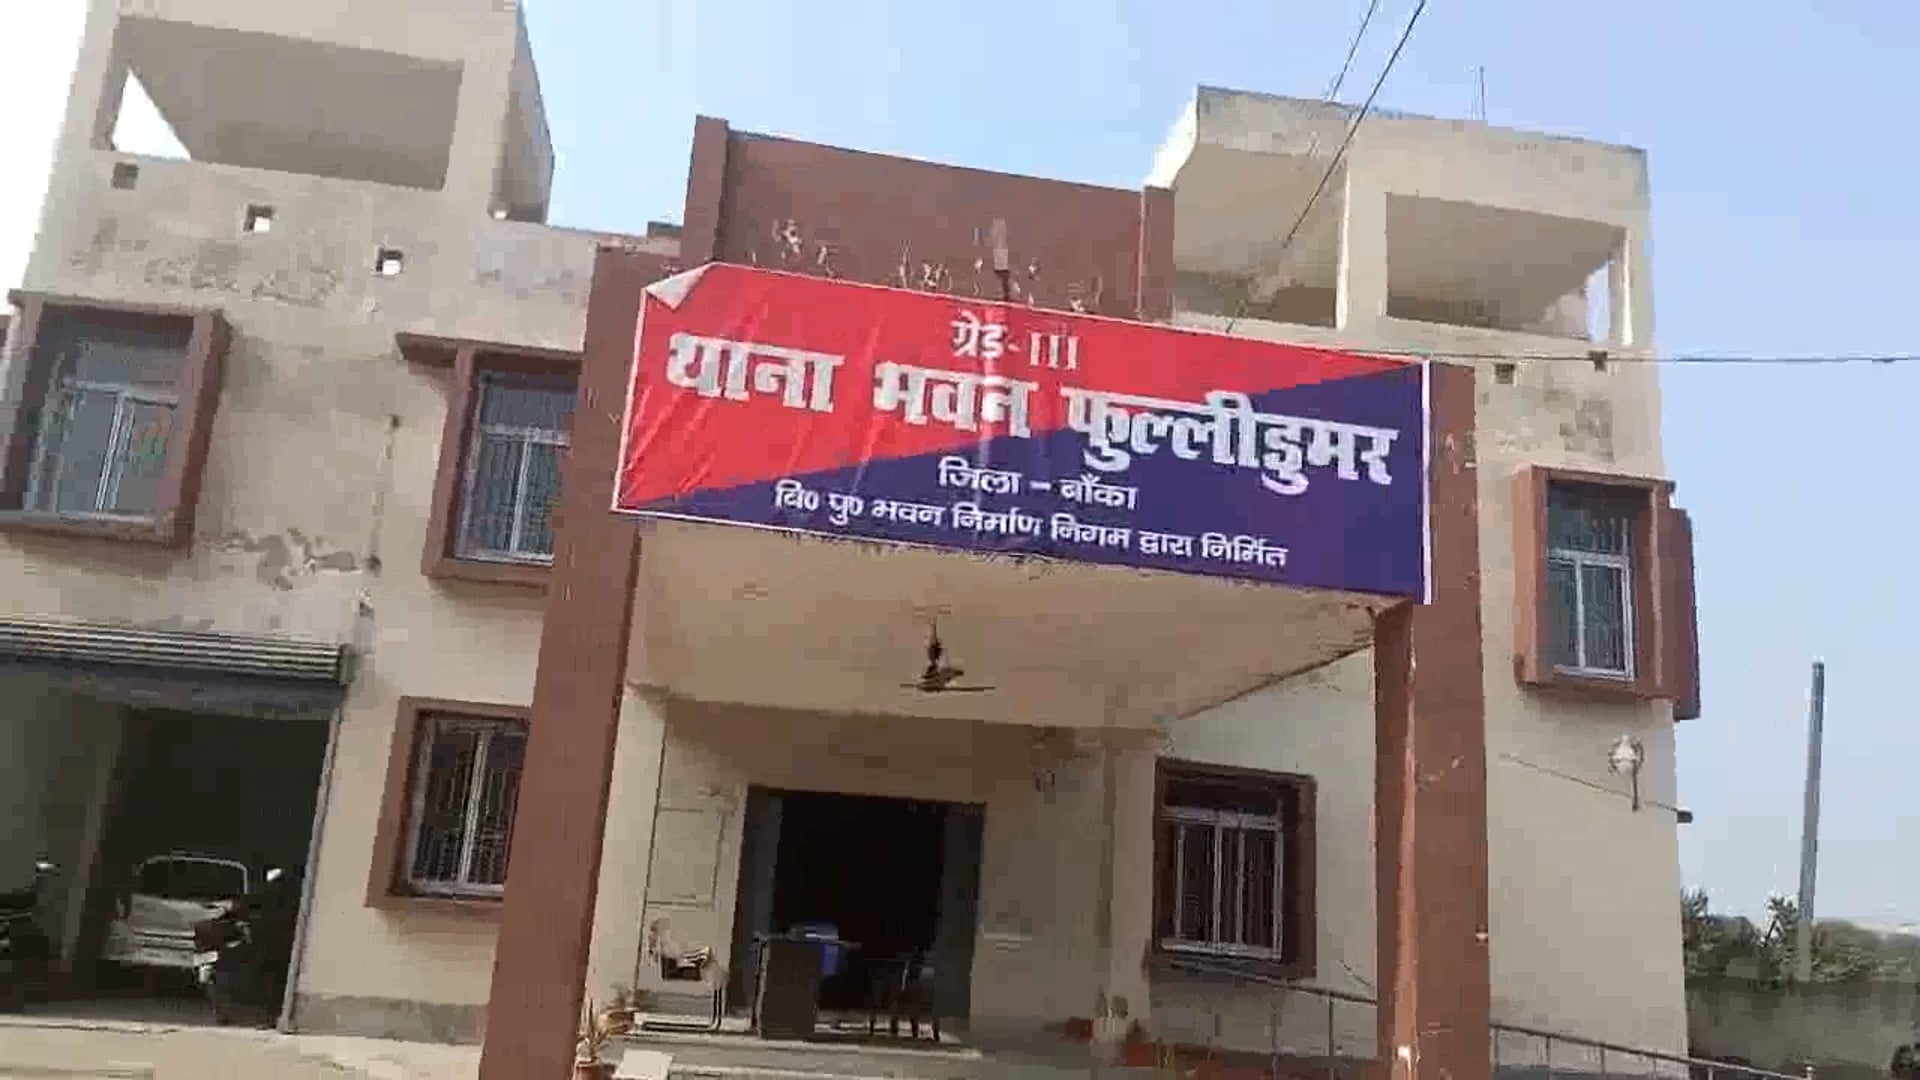 ग्रेड-III
थाना भवन फुल्लीडुमर
जिला – बाँका
बि० पु० भवन निर्माण निगम द्वारा निर्मित